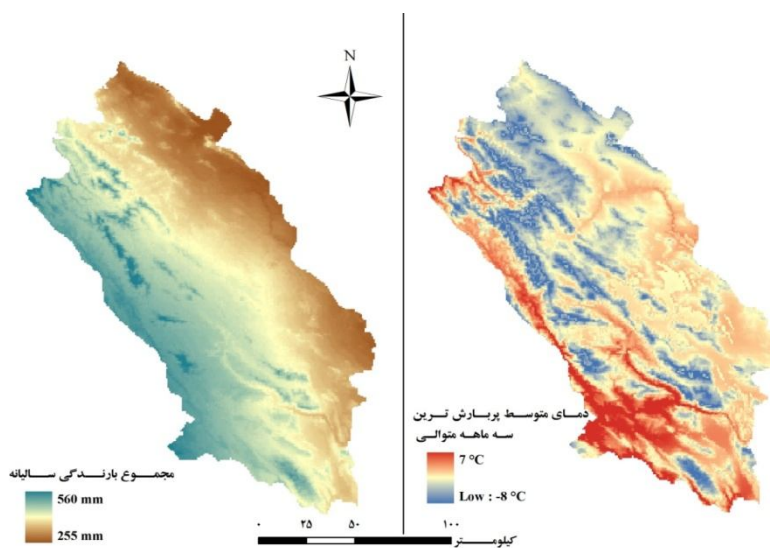 N
مجموع بارندگی سالیانه
560 mm
255 mm
دمای متوسط پربارش ترین
سه ماهه متوالی
7 °C
Low : -8 °C
۰ ۲۵ ۵۰ ۱۰۰
کیلومتر